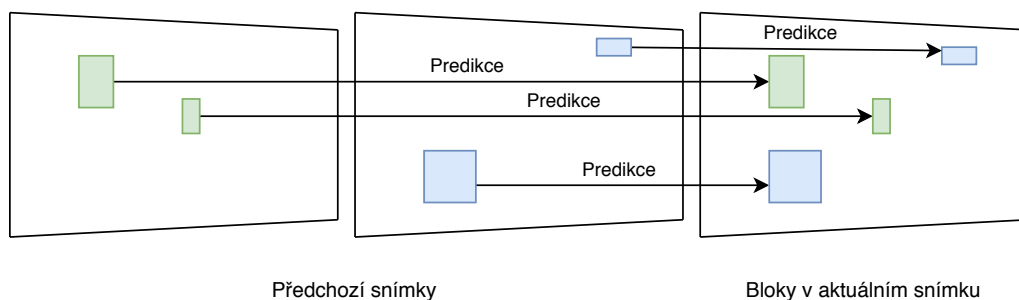 Predikce
Predikce
Predikce
Predikce
Předchozí snímky
Bloky v aktuálním snímku